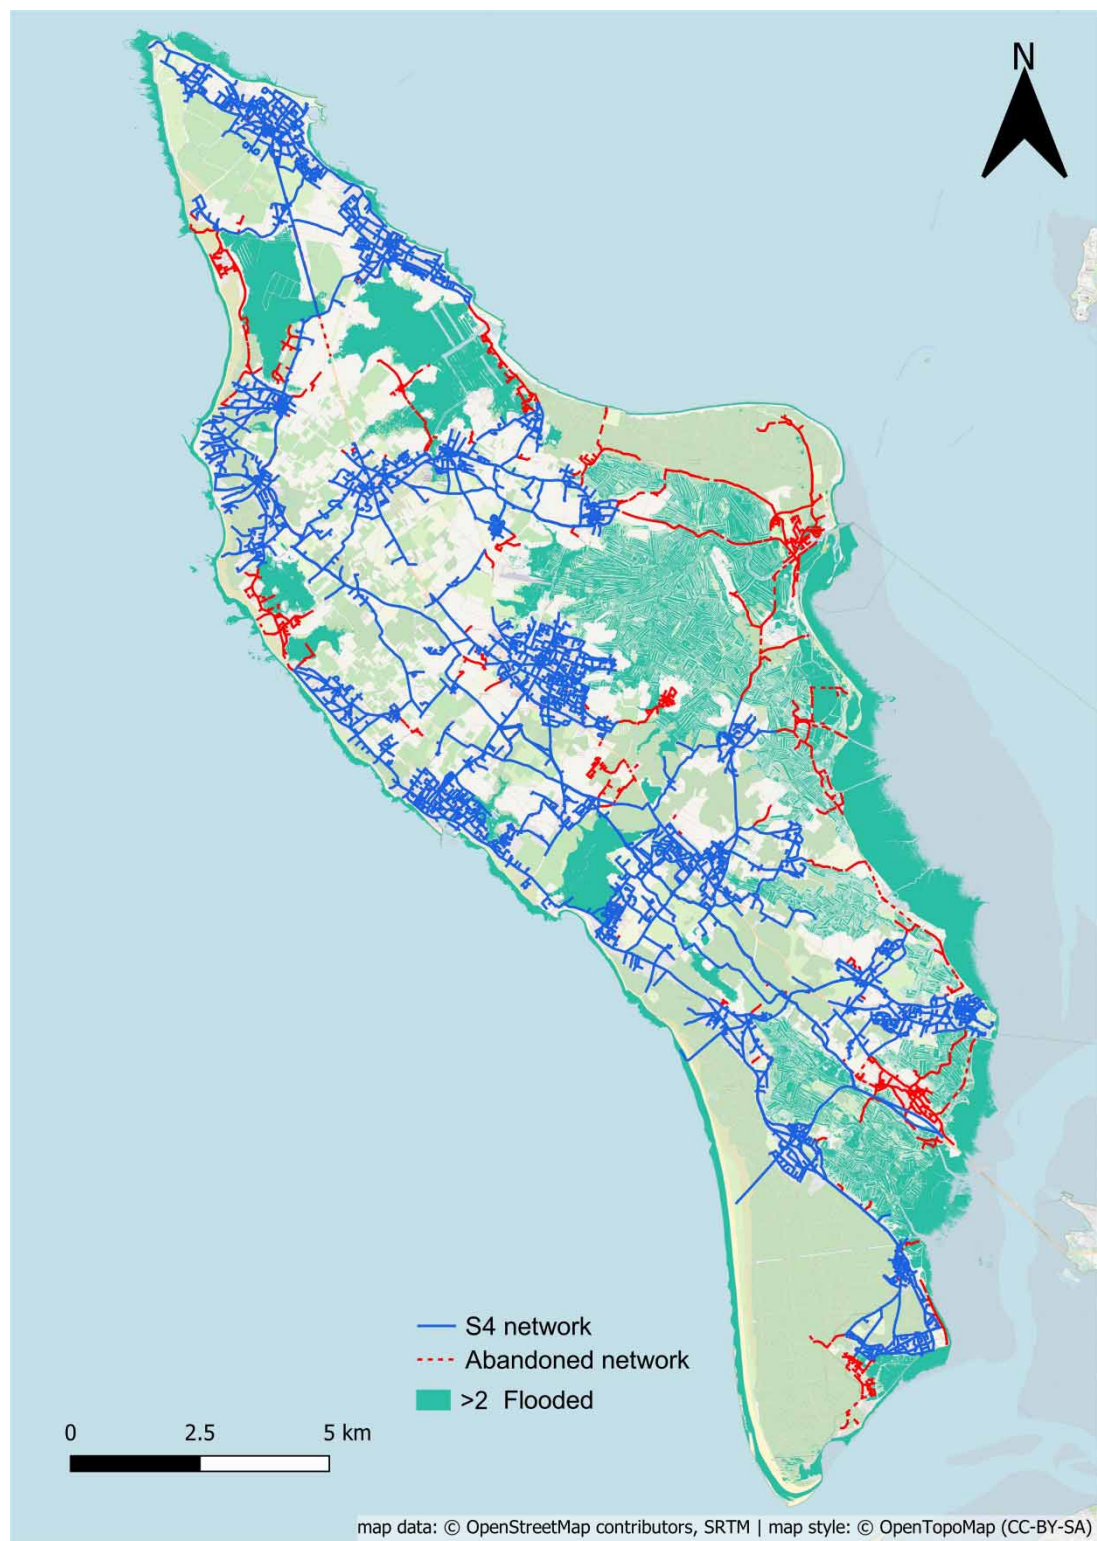 N
S4 network
Abandoned network
>2 Flooded
0 2.5 5 km
map data: © OpenStreetMap contributors, SRTM | map style: © OpenTopoMap (CC-BY-SA)